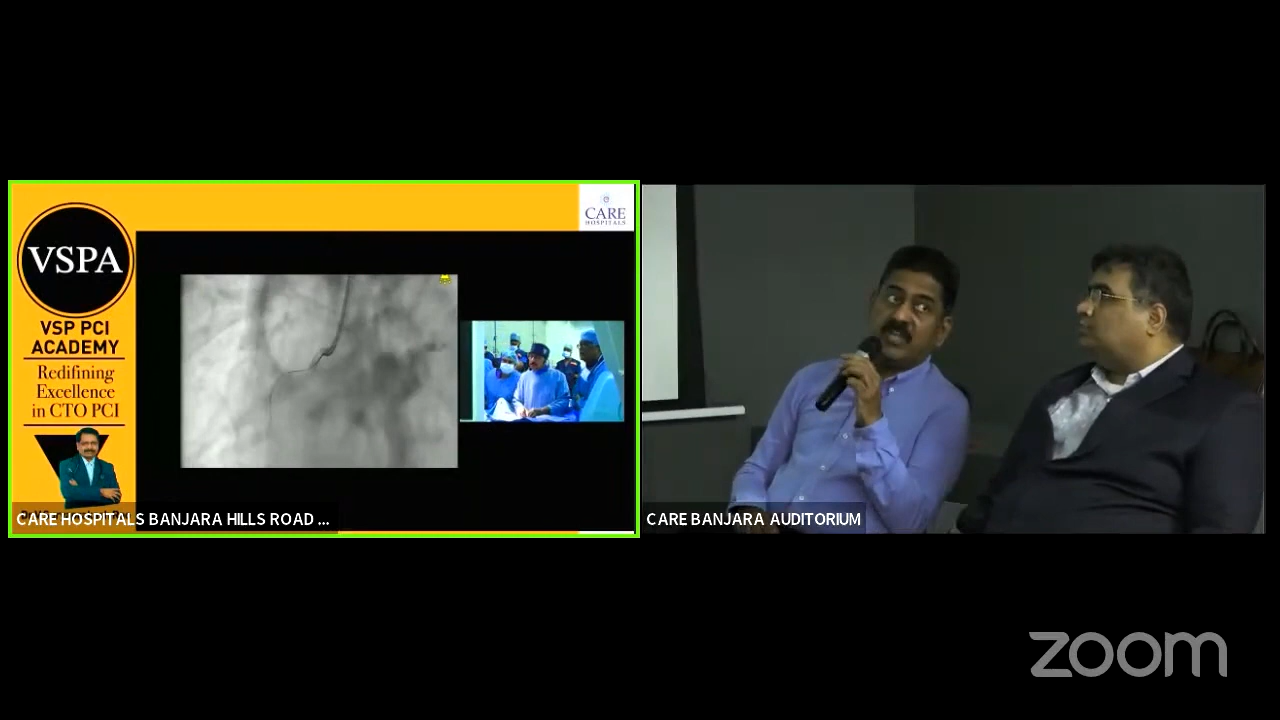 CARE
HOSPITALS
VSPA
VSP PCI
ACADEMY
Redifining
Excellence
in CTO PCI
CARE HOSPITALS BANJARA HILLS ROAD ...
CARE BANJARA AUDITORIUM
zoom